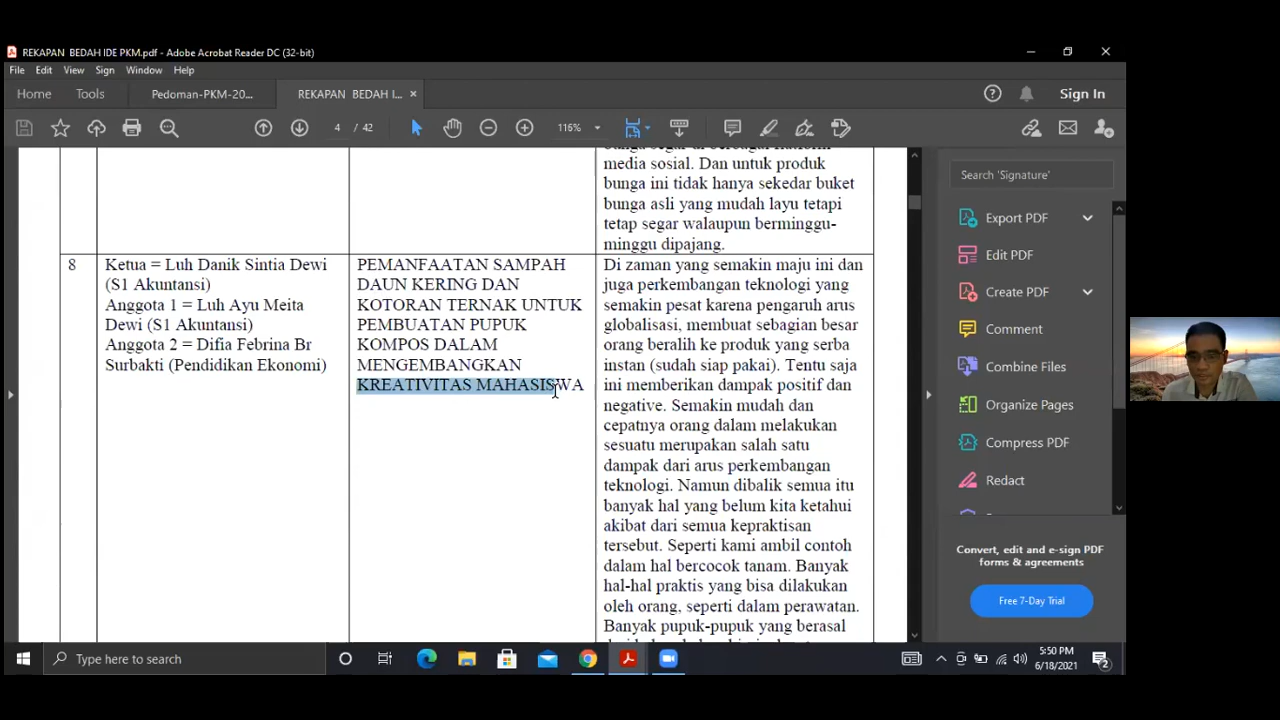 REKAPAN BEDAH IDE PKM.pdf - Adobe Acrobat Reader DC (32-bit)
File Edit View Sign Window Help
Home Tools Pedoman-PKM-20... REKAPAN BEDAH I... × Sign In
4 / 42 116%
media sosial. Dan untuk produk
bunga ini tidak hanya sekedar buket
bunga asli yang mudah layu tetapi
tetap segar walaupun berminggu-
minggu dipajang.
8
Ketua = Luh Danik Sintia Dewi
(S1 Akuntansi)
Anggota 1 = Luh Ayu Meita
Dewi (S1 Akuntansi)
Anggota 2 = Difia Febrina Br
Surbakti (Pendidikan Ekonomi)
PEMANFAATAN SAMPAH
DAUN KERING DAN
KOTORAN TERNAK UNTUK
PEMBUATAN PUPUK
KOMPOS DALAM
MENGEMBANGKAN
KREATIVITAS MAHASISWA
Di zaman yang semakin maju ini dan
juga perkembangan teknologi yang
semakin pesat karena pengaruh arus
globalisasi, membuat sebagian besar
orang beralih ke produk yang serba
instan (sudah siap pakai). Tentu saja
ini memberikan dampak positif dan
negative. Semakin mudah dan
cepatnya orang dalam melakukan
sesuatu merupakan salah satu
dampak dari arus perkembangan
teknologi. Namun dibalik semua itu
banyak hal yang belum kita ketahui
akibat dari semua kepraktisan
tersebut. Seperti kami ambil contoh
dalam hal bercocok tanam. Banyak
hal-hal praktis yang bisa dilakukan
oleh orang, seperti dalam perawatan.
Banyak pupuk-pupuk yang berasal
Search 'Signature'
Export PDF
Edit PDF
Create PDF
Comment
Combine Files
Organize Pages
Compress PDF
Redact
Convert, edit and e-sign PDF
forms & agreements
Free 7-Day Trial
Type here to search
5:50 PM
6/18/2021
2